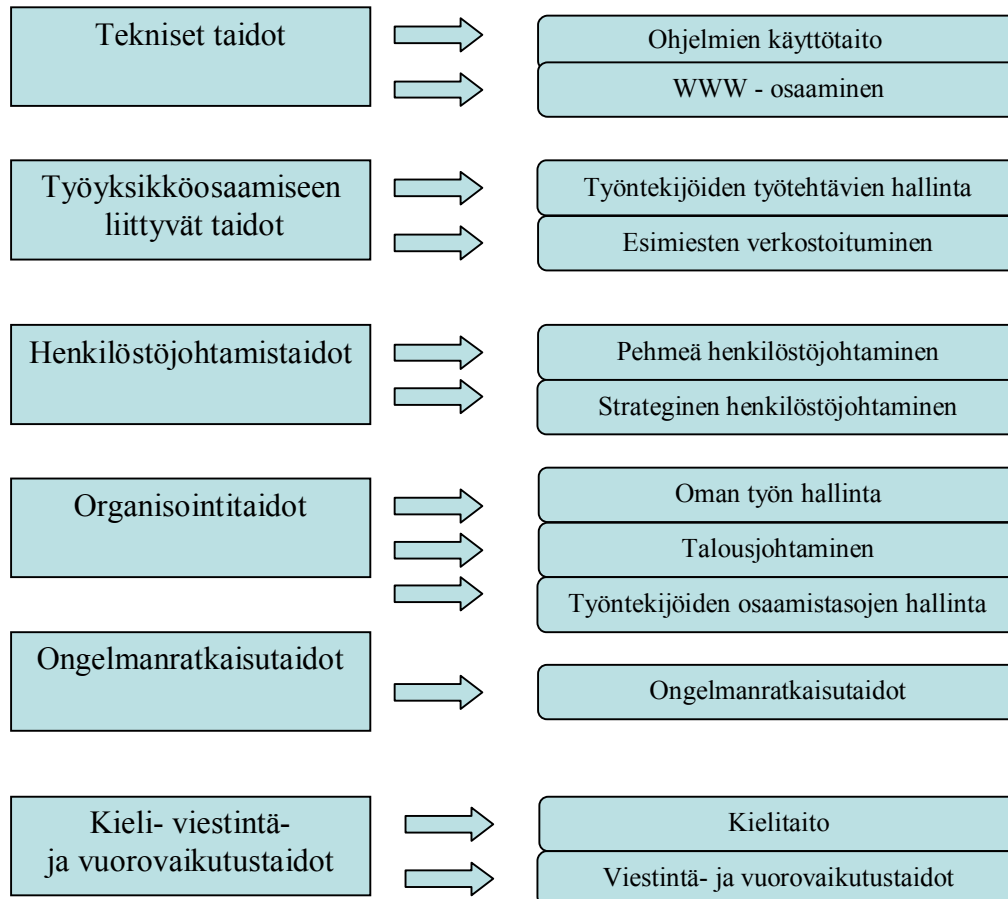 Tekniset taidot
Ohjelmien käyttötaito
WWW - osaaminen
Työyksikköosaamiseen
liittyvät taidot
Työntekijöiden työtehtävien hallinta
Esimiesten verkostoituminen
Henkilöstöjohtamistaidot
Pehmeä henkilöstöjohtaminen
Strateginen henkilöstöjohtaminen
Organisointitaidot
Oman työn hallinta
Talousjohtaminen
Työntekijöiden osaamistasojen hallinta
Ongelmanratkaisutaidot
Ongelmanratkaisutaidot
Kieli- viestintä-
ja vuorovaikutustaidot
Kielitaito
Viestintä- ja vuorovaikutustaidot